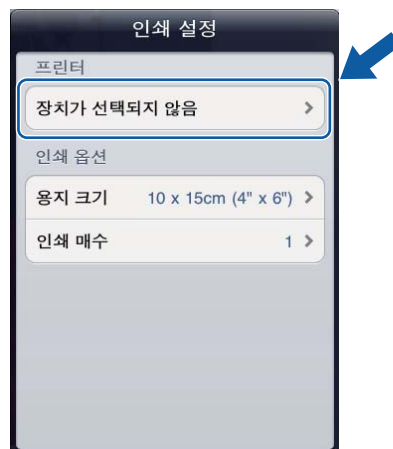 인쇄 설정
프린터
장치가 선택되지 않음
인쇄 옵션
용지 크기 10 x 15cm (4" x 6")
인쇄 매수 1